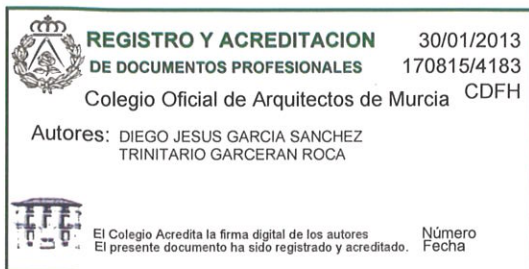 REGISTRO Y ACREDITACION 30/01/2013
DE DOCUMENTOS PROFESIONALES 170815/4183
Colegio Oficial de Arquitectos de Murcia CDFH
Autores: DIEGO JESUS GARCIA SANCHEZ
TRINITARIO GARCERAN ROCA
El Colegio Acredita la firma digital de los autores Número
El presente documento ha sido registrado y acreditado. Fecha